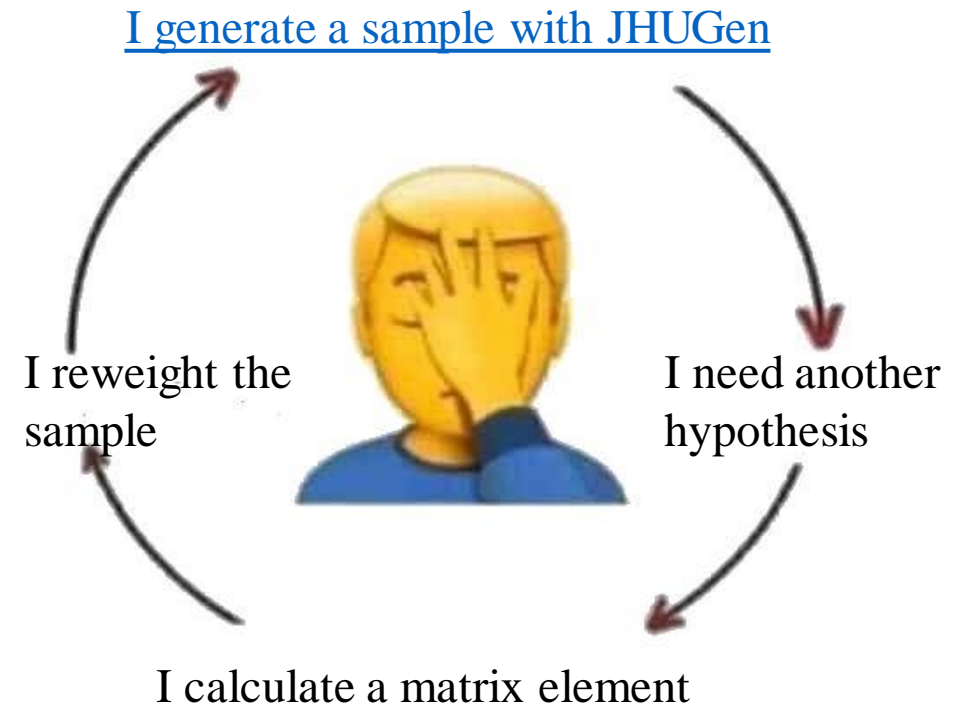 I generate a sample with JHUGen
I need another
hypothesis
I calculate a matrix element
I reweight the
sample